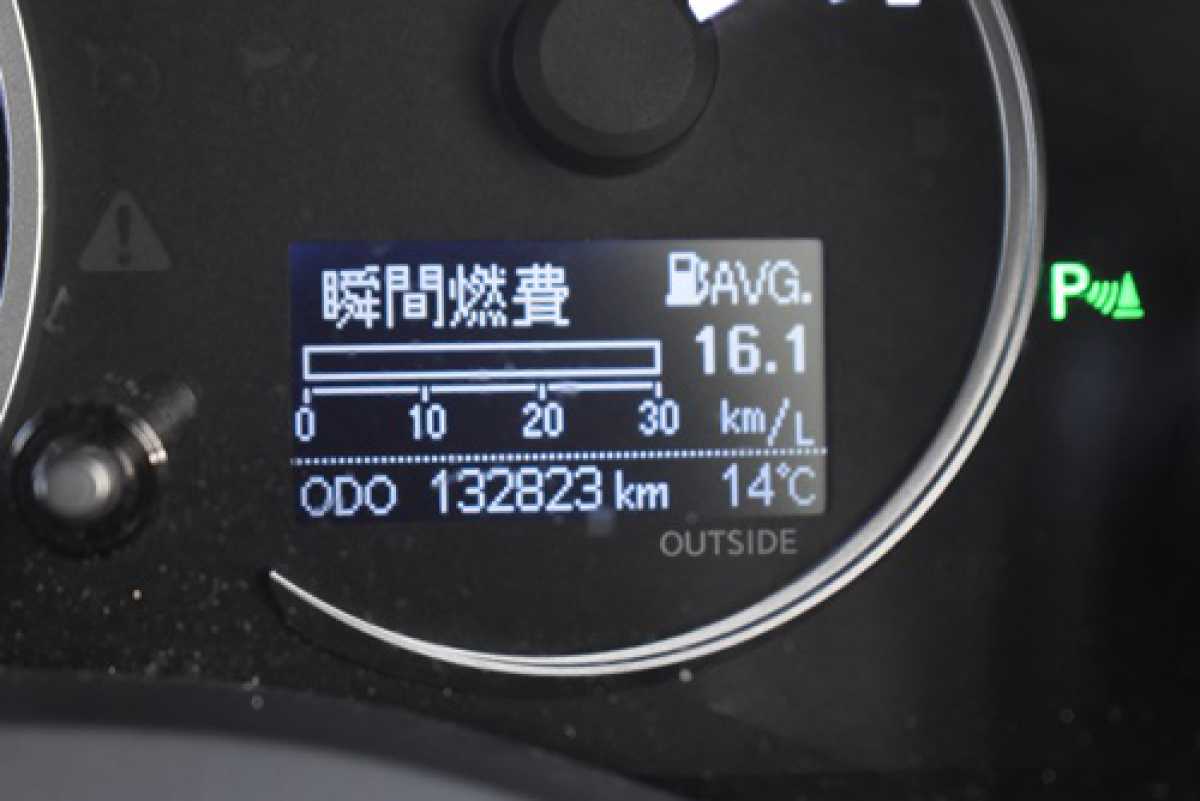 瞬間燃費 AVG.
16.1
0 10 20 30 km/L
ODO 132823 km 14℃
OUTSIDE
P